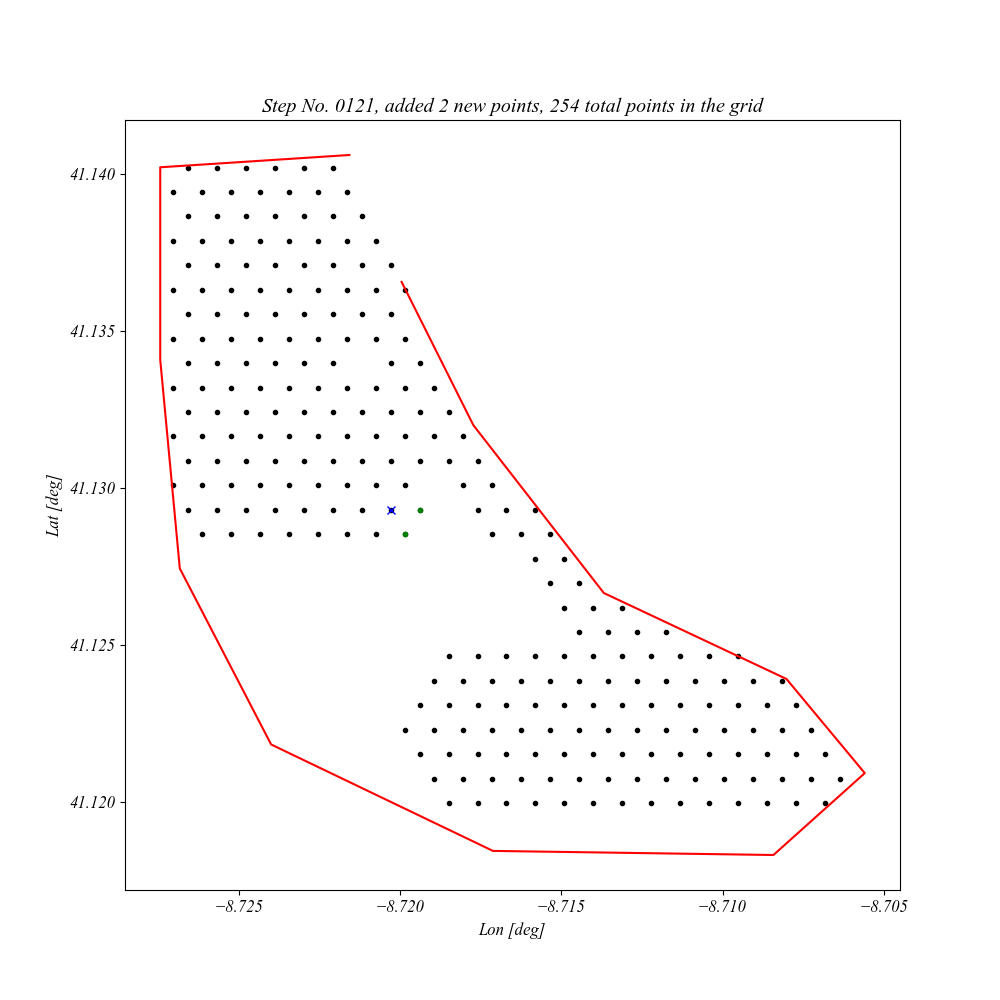 Step No. 0121, added 2 new points, 254 total points in the grid
41.140
41.135
41.130
41.125
41.120
Lat [deg]
−8.725 −8.720 −8.715 −8.710 −8.705
Lon [deg]